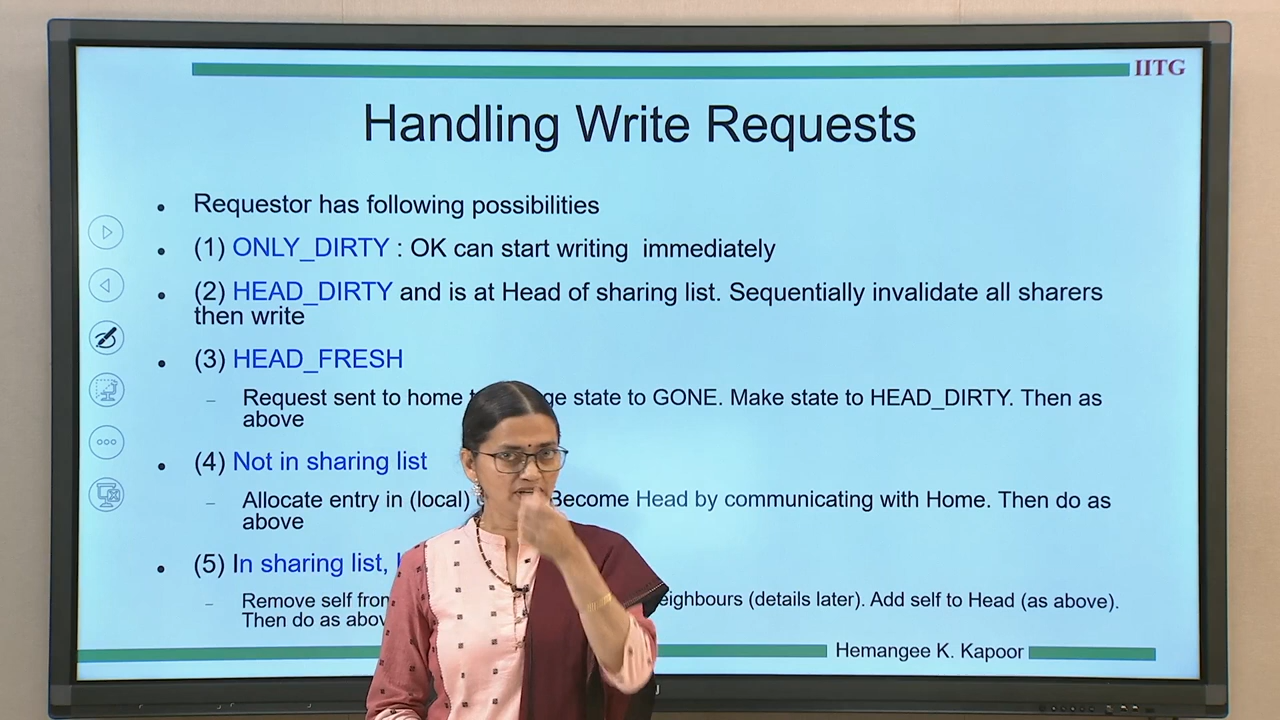 IITG
Handling Write Requests
Requestor has following possibilities
(1) ONLY_DIRTY : OK can start writing immediately
(2) HEAD_DIRTY and is at Head of sharing list. Sequentially invalidate all sharers
then write
(3) HEAD_FRESH
Request sent to home state to GONE. Make state to HEAD_DIRTY. Then as
above
(4) Not in sharing list
Allocate entry in (local) Become Head by communicating with Home. Then do as
above
(5) In sharing list,
Remove self (details later). Add self to Head (as above).
Then do as
Hemangee K. Kapoor